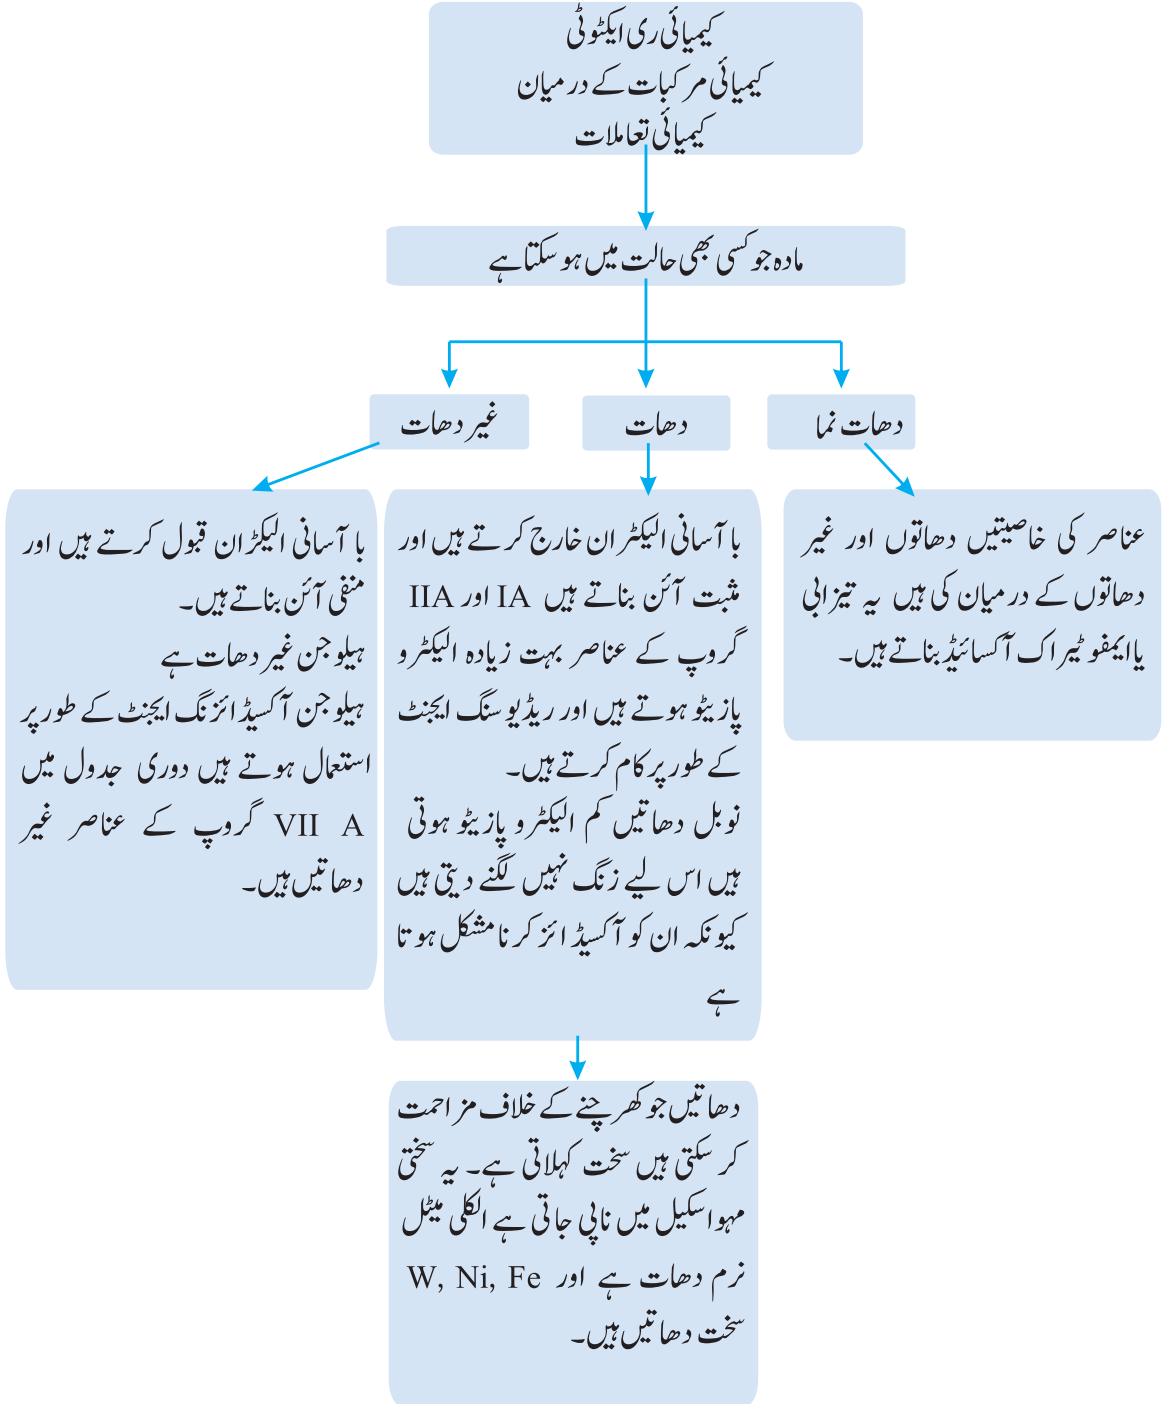 کیمیائی ری ایکٹوٹی
کیمیائی مرکبات کے درمیان
کیمیائی تعاملات
مادہ جو کسی بھی حالت میں ہو سکتا ہے
دھات نما
دھات
غیر دھات
عناصر کی خاصیتیں دھاتوں اور غیر
دھاتوں کے درمیان کی ہیں یہ تیزابی
یا ایمفوٹیراک آکسائیڈ بناتے ہیں۔
با آسانی الیکٹران خارج کرتے ہیں اور
مثبت آئن بناتے ہیں IA اور IIA
گروپ کے عناصر بہت زیادہ الیکٹرو
پازیٹو ہوتے ہیں اور ریڈیوسنگ ایجنٹ
کے طور پر کام کرتے ہیں۔
نوبل دھاتیں کم الیکٹرو پازیٹو ہوتی
ہیں اس لیے زنگ نہیں لگنے دیتی ہیں
کیونکہ ان کو آکسیڈائز کرنا مشکل ہوتا
ہے
با آسانی الیکڑان قبول کرتے ہیں اور
منفی آئن بناتے ہیں۔
ہیلوجن غیر دھات ہے
ہیلوجن آکسیڈائزنگ ایجنٹ کے طور پر
استعمال ہوتے ہیں دوری جدول میں
VII A گروپ کے عناصر غیر
دھاتیں ہیں۔
دھاتیں جو کھرچنے کے خلاف مزاحمت
کر سکتی ہیں سخت کہلاتی ہے۔ یہ سختی
مہواسکیل میں ناپی جاتی ہے الکلی میٹل
نرم دھات ہے اور W, Ni, Fe
سخت دھاتیں ہیں۔